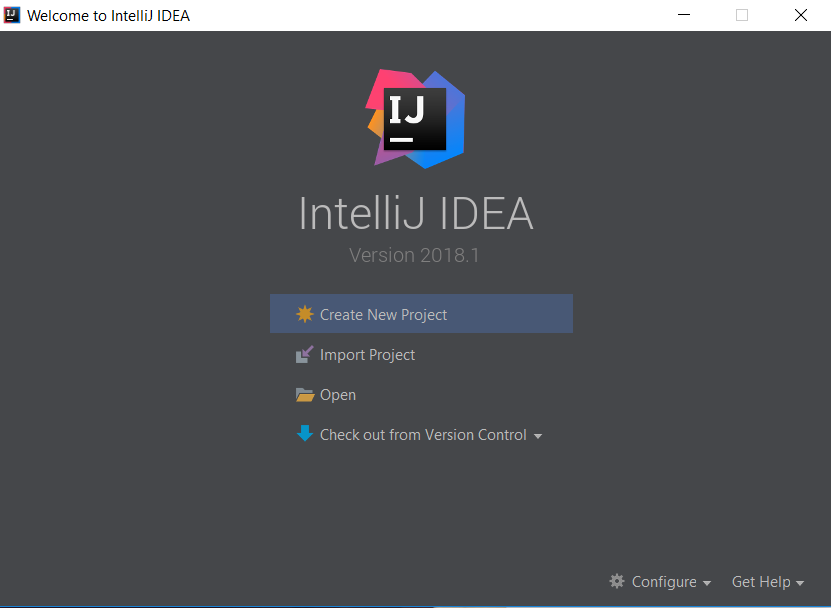 Welcome to IntelliJ IDEA
IJ
IntelliJ IDEA
Version 2018.1
Create New Project
Import Project
Open
Check out from Version Control
Configure
Get Help